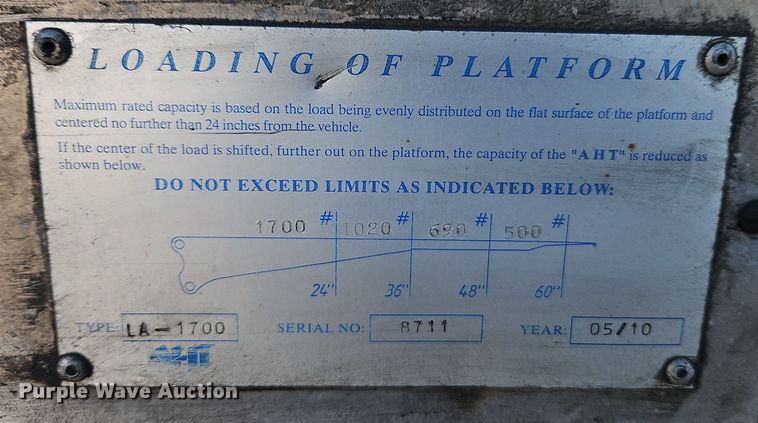 LOADING OF PLATFORM
Maximum rated capacity is based on the load being evenly distributed on the flat surface of the platform and
centered no further than 24 inches from the vehicle.
If the center of the load is shifted, further out on the platform, the capacity of the "AHT" is reduced as
shown below.
DO NOT EXCEED LIMITS AS INDICATED BELOW:
1700 # 1020 # 690 # 500 #
24" 36" 48" 60"
TYPE: LA-1700 SERIAL NO: 8711 YEAR: 05/10
AHT
Purple Wave Auction